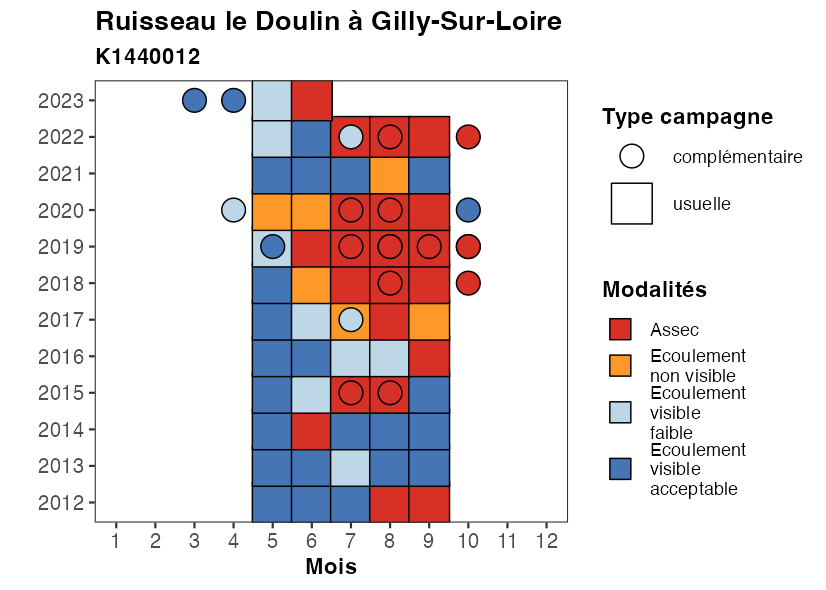 Ruisseau le Doulin à Gilly-Sur-Loire
K1440012
2023
2022
2021
2020
2019
2018
2017
2016
2015
2014
2013
2012
1 2 3 4 5 6 7 8 9 10 11 12
Mois
Type campagne
complémentaire
usuelle
Modalités
Assec
Ecoulement
non visible
Ecoulement
visible
faible
Ecoulement
visible
acceptable